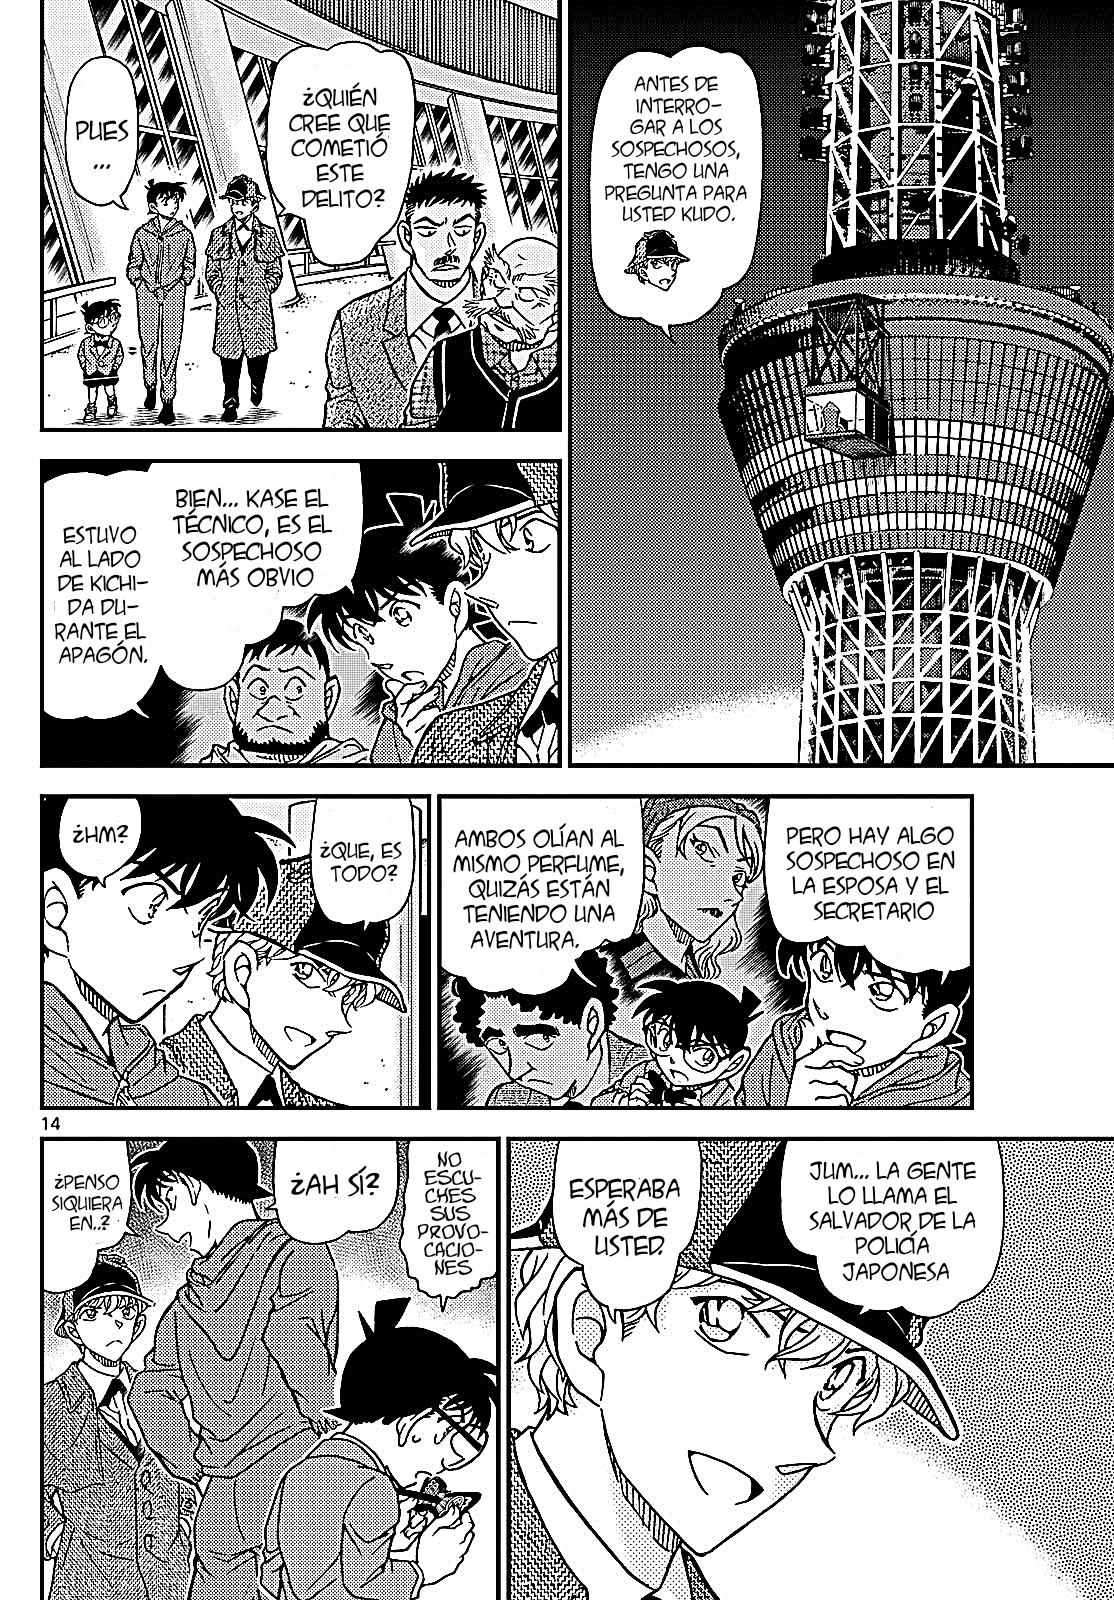 ANTES DE
INTERRO-
GAR A LOS
SOSPECHOSOS,
TENGO UNA
PREGUNTA PARA
USTED KUDO.
¿QUIÉN
CREE QUE
COMETIÓ
ESTE
DELITO?
PUES
...
BIEN... KASE EL
TÉCNICO, ES EL
SOSPECHOSO
MÁS OBVIO
ESTUVO
AL LADO
DE KICHI-
DA DU-
RANTE EL
APAGÓN.
PERO HAY ALGO
SOSPECHOSO EN
LA ESPOSA Y EL
SECRETARIO
AMBOS OLÍAN AL
MISMO PERFUME,
QUIZÁS ESTÁN
TENIENDO UNA
AVENTURA.
¿QUE, ES
TODO?
¿HM?
14
JUM... LA GENTE
LO LLAMA EL
SALVADOR DE LA
POLICÍA
JAPONESA
ESPERABA
MÁS DE
USTED.
NO
ESCU-
CHES
SUS
PROVO-
CACIO-
NES
¿AH SÍ?
¿PENSO
SIQUIERA
EN..?